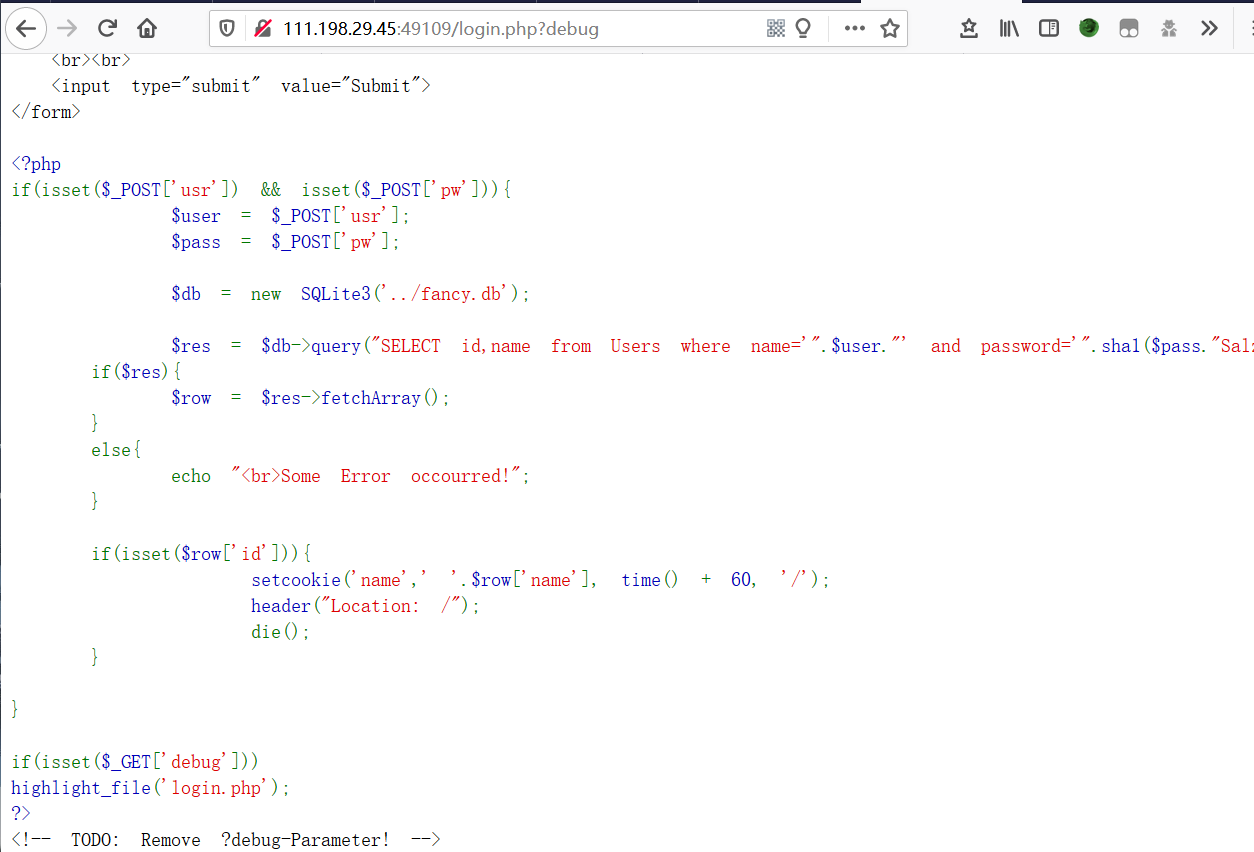 111.198.29.45:49109/login.php?debug
<br><br>
<input type="submit" value="Submit">
</form>
<?php
if(isset($_POST['usr']) && isset($_POST['pw'])){
$user = $_POST['usr'];
$pass = $_POST['pw'];
$db = new SQLite3('../fancy.db');
$res = $db->query("SELECT id,name from Users where name='".$user."' and password='".sha1($pass."Sal
if($res){
$row = $res->fetchArray();
}
else{
echo "<br>Some Error occourred!";
}
if(isset($row['id'])){
setcookie('name',' '.$row['name'], time() + 60, '/');
header("Location: /");
die();
}
}
if(isset($_GET['debug']))
highlight_file('login.php');
?>
<!-- TODO: Remove ?debug-Parameter! -->